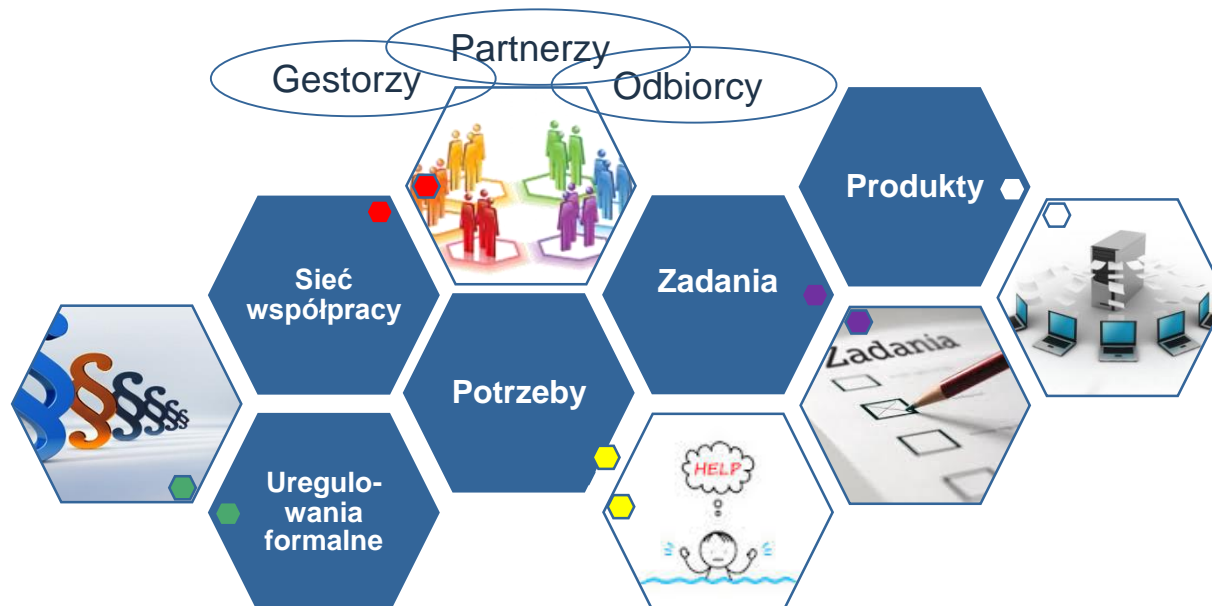 Partnerzy
Gestorzy
Odbiorcy
Produkty
Sieć
współpracy
Zadania
Zadania
Potrzeby
HELP
Uregulo-
wania
formalne